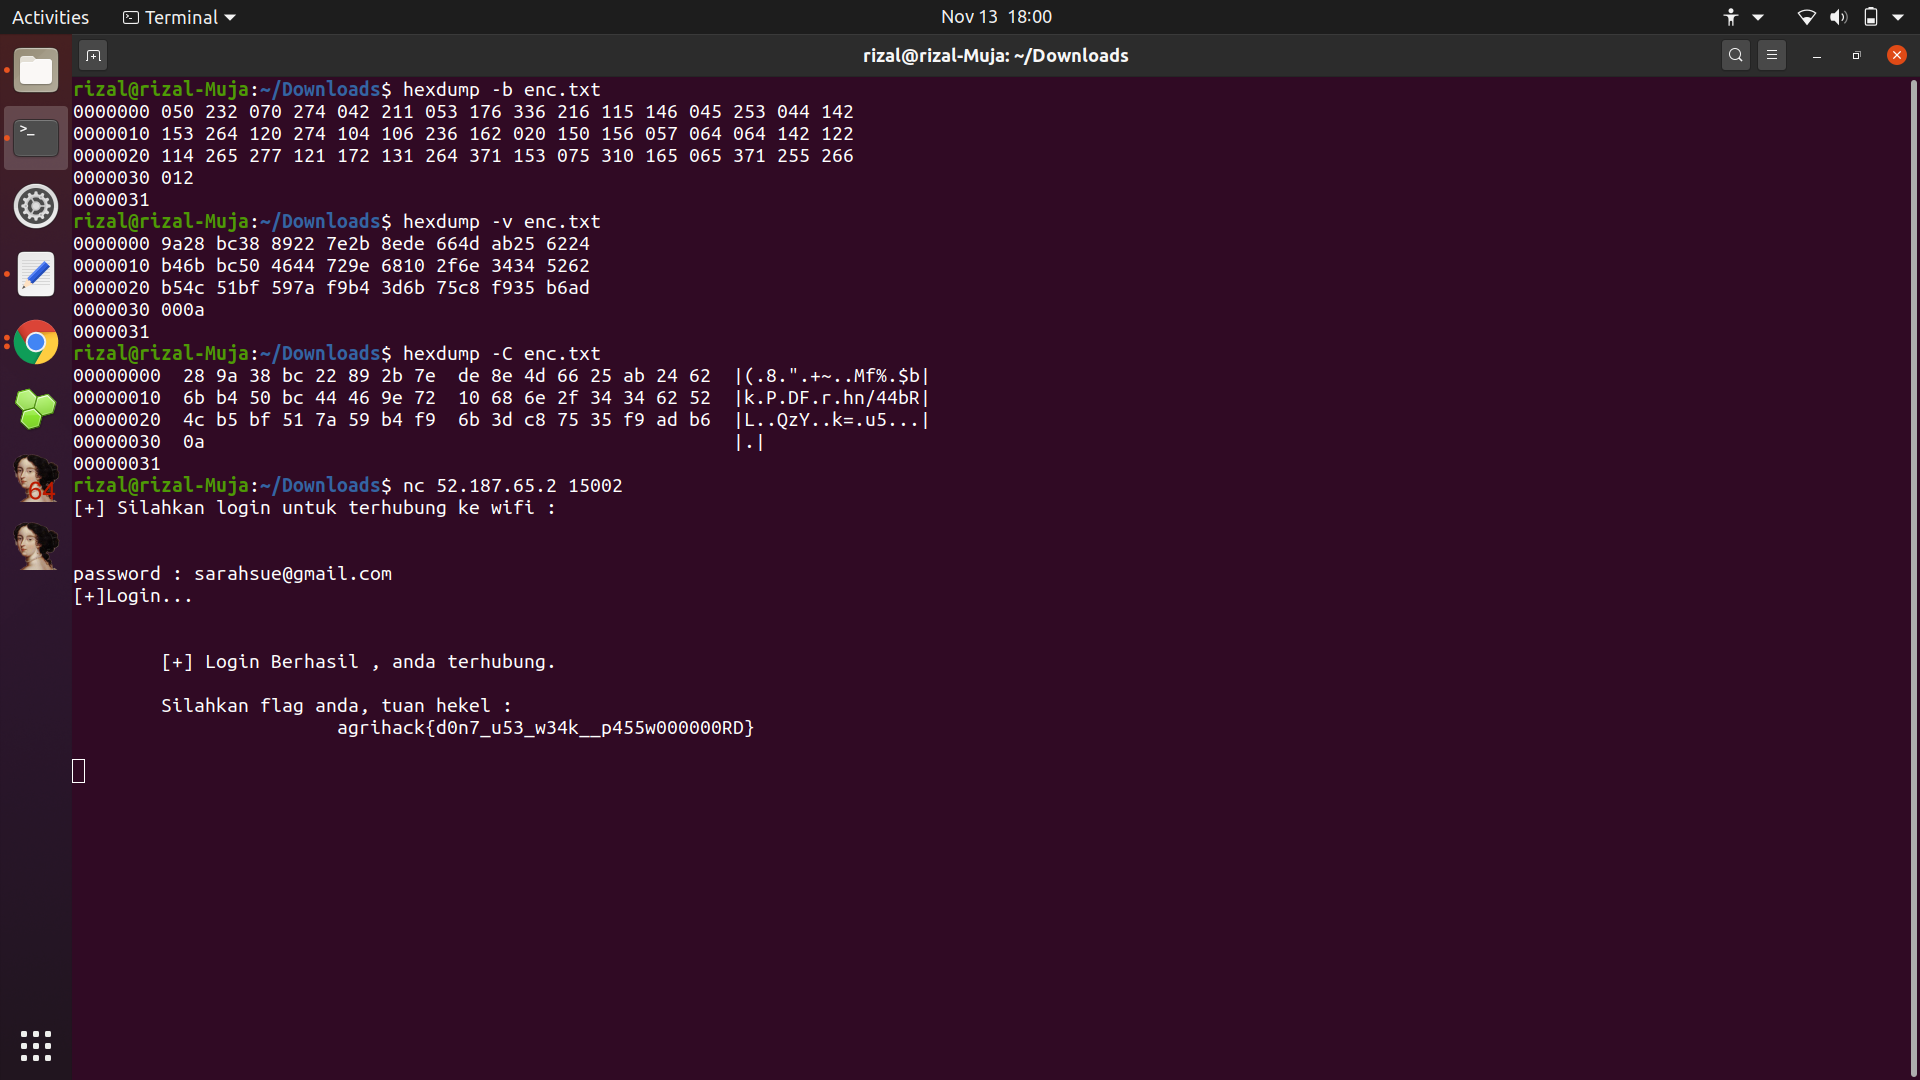 Activities
Terminal
Nov 13 18:00
rizal@rizal-Muja: ~/Downloads
rizal@rizal-Muja:~/Downloads$ hexdump -b enc.txt
0000000 050 232 070 274 042 211 053 176 336 216 115 146 045 253 044 142
0000010 153 264 120 274 104 106 236 162 020 150 156 057 064 064 142 122
0000020 114 265 277 121 172 131 264 371 153 075 310 165 065 371 255 266
0000030 012
0000031
rizal@rizal-Muja:~/Downloads$ hexdump -v enc.txt
0000000 9a28 bc38 8922 7e2b 8ede 664d ab25 6224
0000010 b46b bc50 4644 729e 6810 2f6e 3434 5262
0000020 b54c 51bf 597a f9b4 3d6b 75c8 f935 b6ad
0000030 000a
0000031
rizal@rizal-Muja:~/Downloads$ hexdump -C enc.txt
00000000  28 9a 38 bc 22 89 2b 7e  de 8e 4d 66 25 ab 24 62  |(.8.".+~..Mf%.$b|
00000010  6b b4 50 bc 44 46 9e 72  10 68 6e 2f 34 34 62 52  |k.P.DF.r.hn/44bR|
00000020  4c b5 bf 51 7a 59 b4 f9  6b 3d c8 75 35 f9 ad b6  |L..QzY..k=.u5...|
00000030  0a                                                |.|
00000031
rizal@rizal-Muja:~/Downloads$ nc 52.187.65.2 15002
[+] Silahkan login untuk terhubung ke wifi :
password : sarahsue@gmail.com
[+]Login...
[+] Login Berhasil , anda terhubung.
Silahkan flag anda, tuan hekel :
agrihack{d0n7_u53_w34k__p455w000000RD}
64